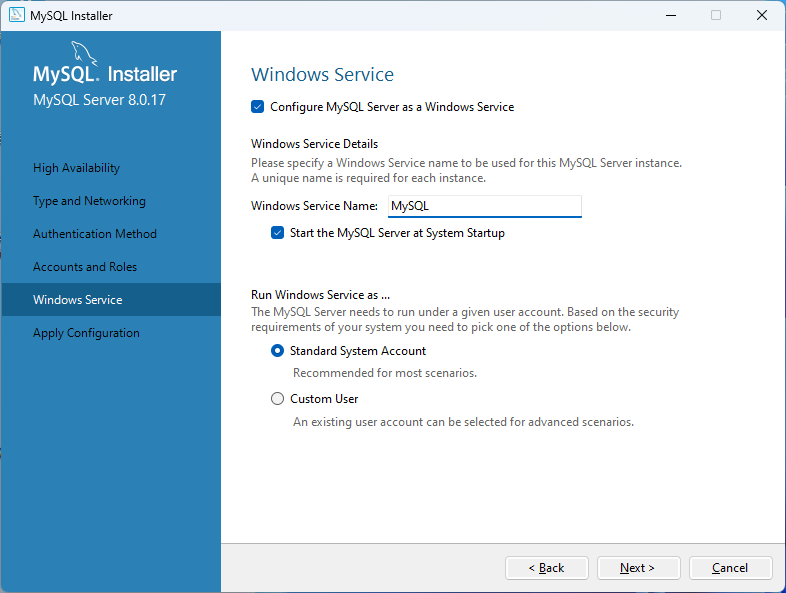 MySQL Installer
MySQL. Installer
MySQL Server 8.0.17
High Availability
Type and Networking
Authentication Method
Accounts and Roles
Windows Service
Apply Configuration
Windows Service
Configure MySQL Server as a Windows Service
Windows Service Details
Please specify a Windows Service name to be used for this MySQL Server instance.
A unique name is required for each instance.
Windows Service Name: MySQL
Start the MySQL Server at System Startup
Run Windows Service as ...
The MySQL Server needs to run under a given user account. Based on the security
requirements of your system you need to pick one of the options below.
Standard System Account
Recommended for most scenarios.
Custom User
An existing user account can be selected for advanced scenarios.
< Back Next > Cancel